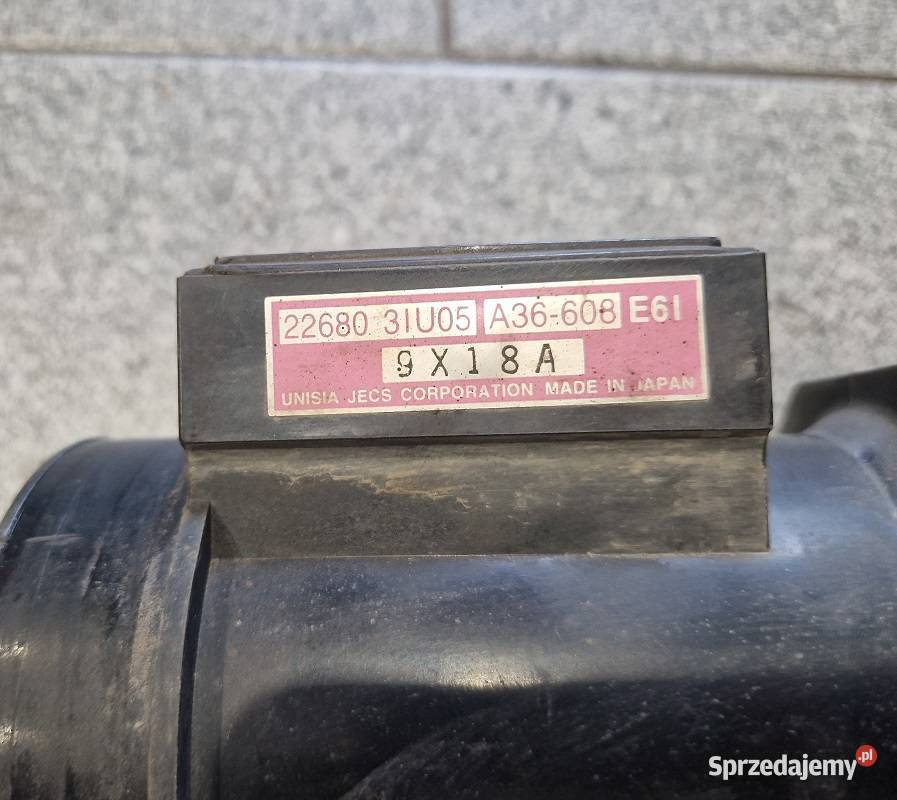 22680 31U05 A36-608 E61
9X18A
UNISIA JECS CORPORATION MADE IN JAPAN
Sprzedajemy.pl